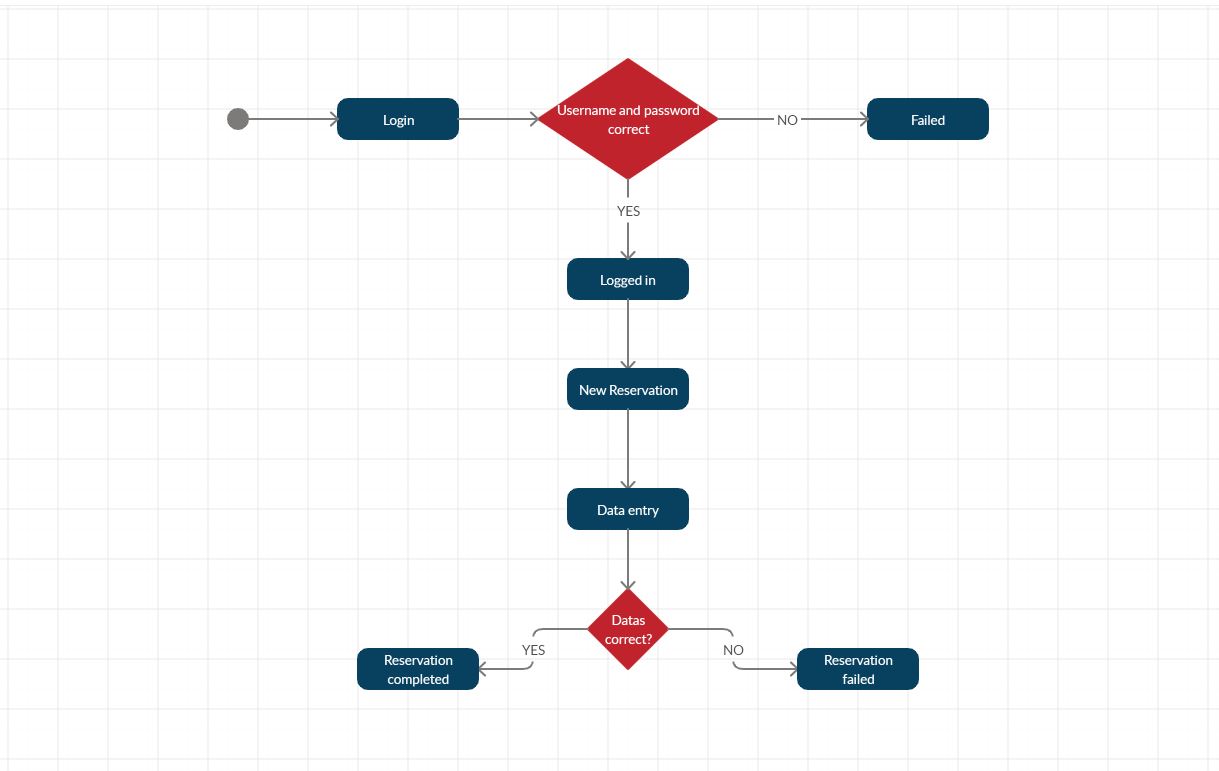 Login
Username and password
correct
NO
Failed
YES
Logged in
New Reservation
Data entry
Datas
correct?
YES
NO
Reservation
completed
Reservation
failed